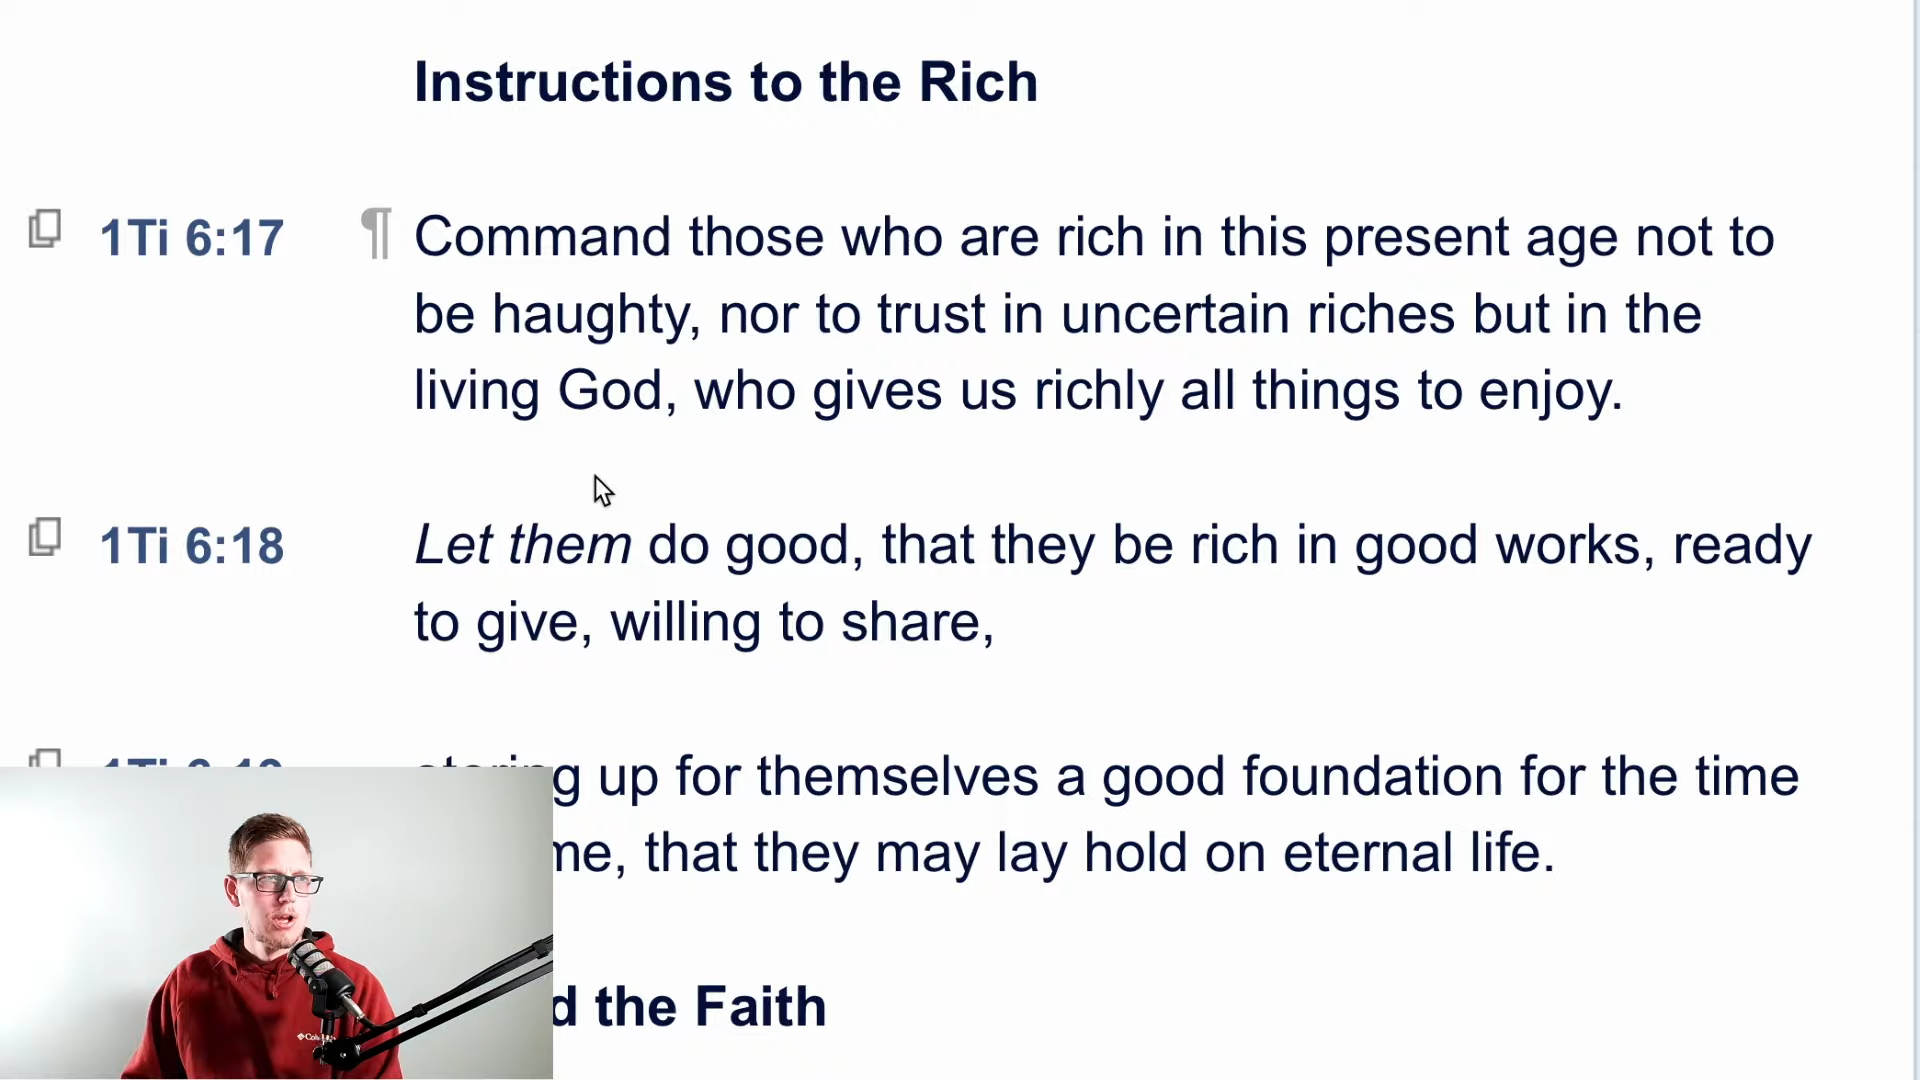 Instructions to the Rich
1Ti 6:17 ¶ Command those who are rich in this present age not to
be haughty, nor to trust in uncertain riches but in the
living God, who gives us richly all things to enjoy.
1Ti 6:18 Let them do good, that they be rich in good works, ready
to give, willing to share,
up for themselves a good foundation for the time
that they may lay hold on eternal life.
the Faith